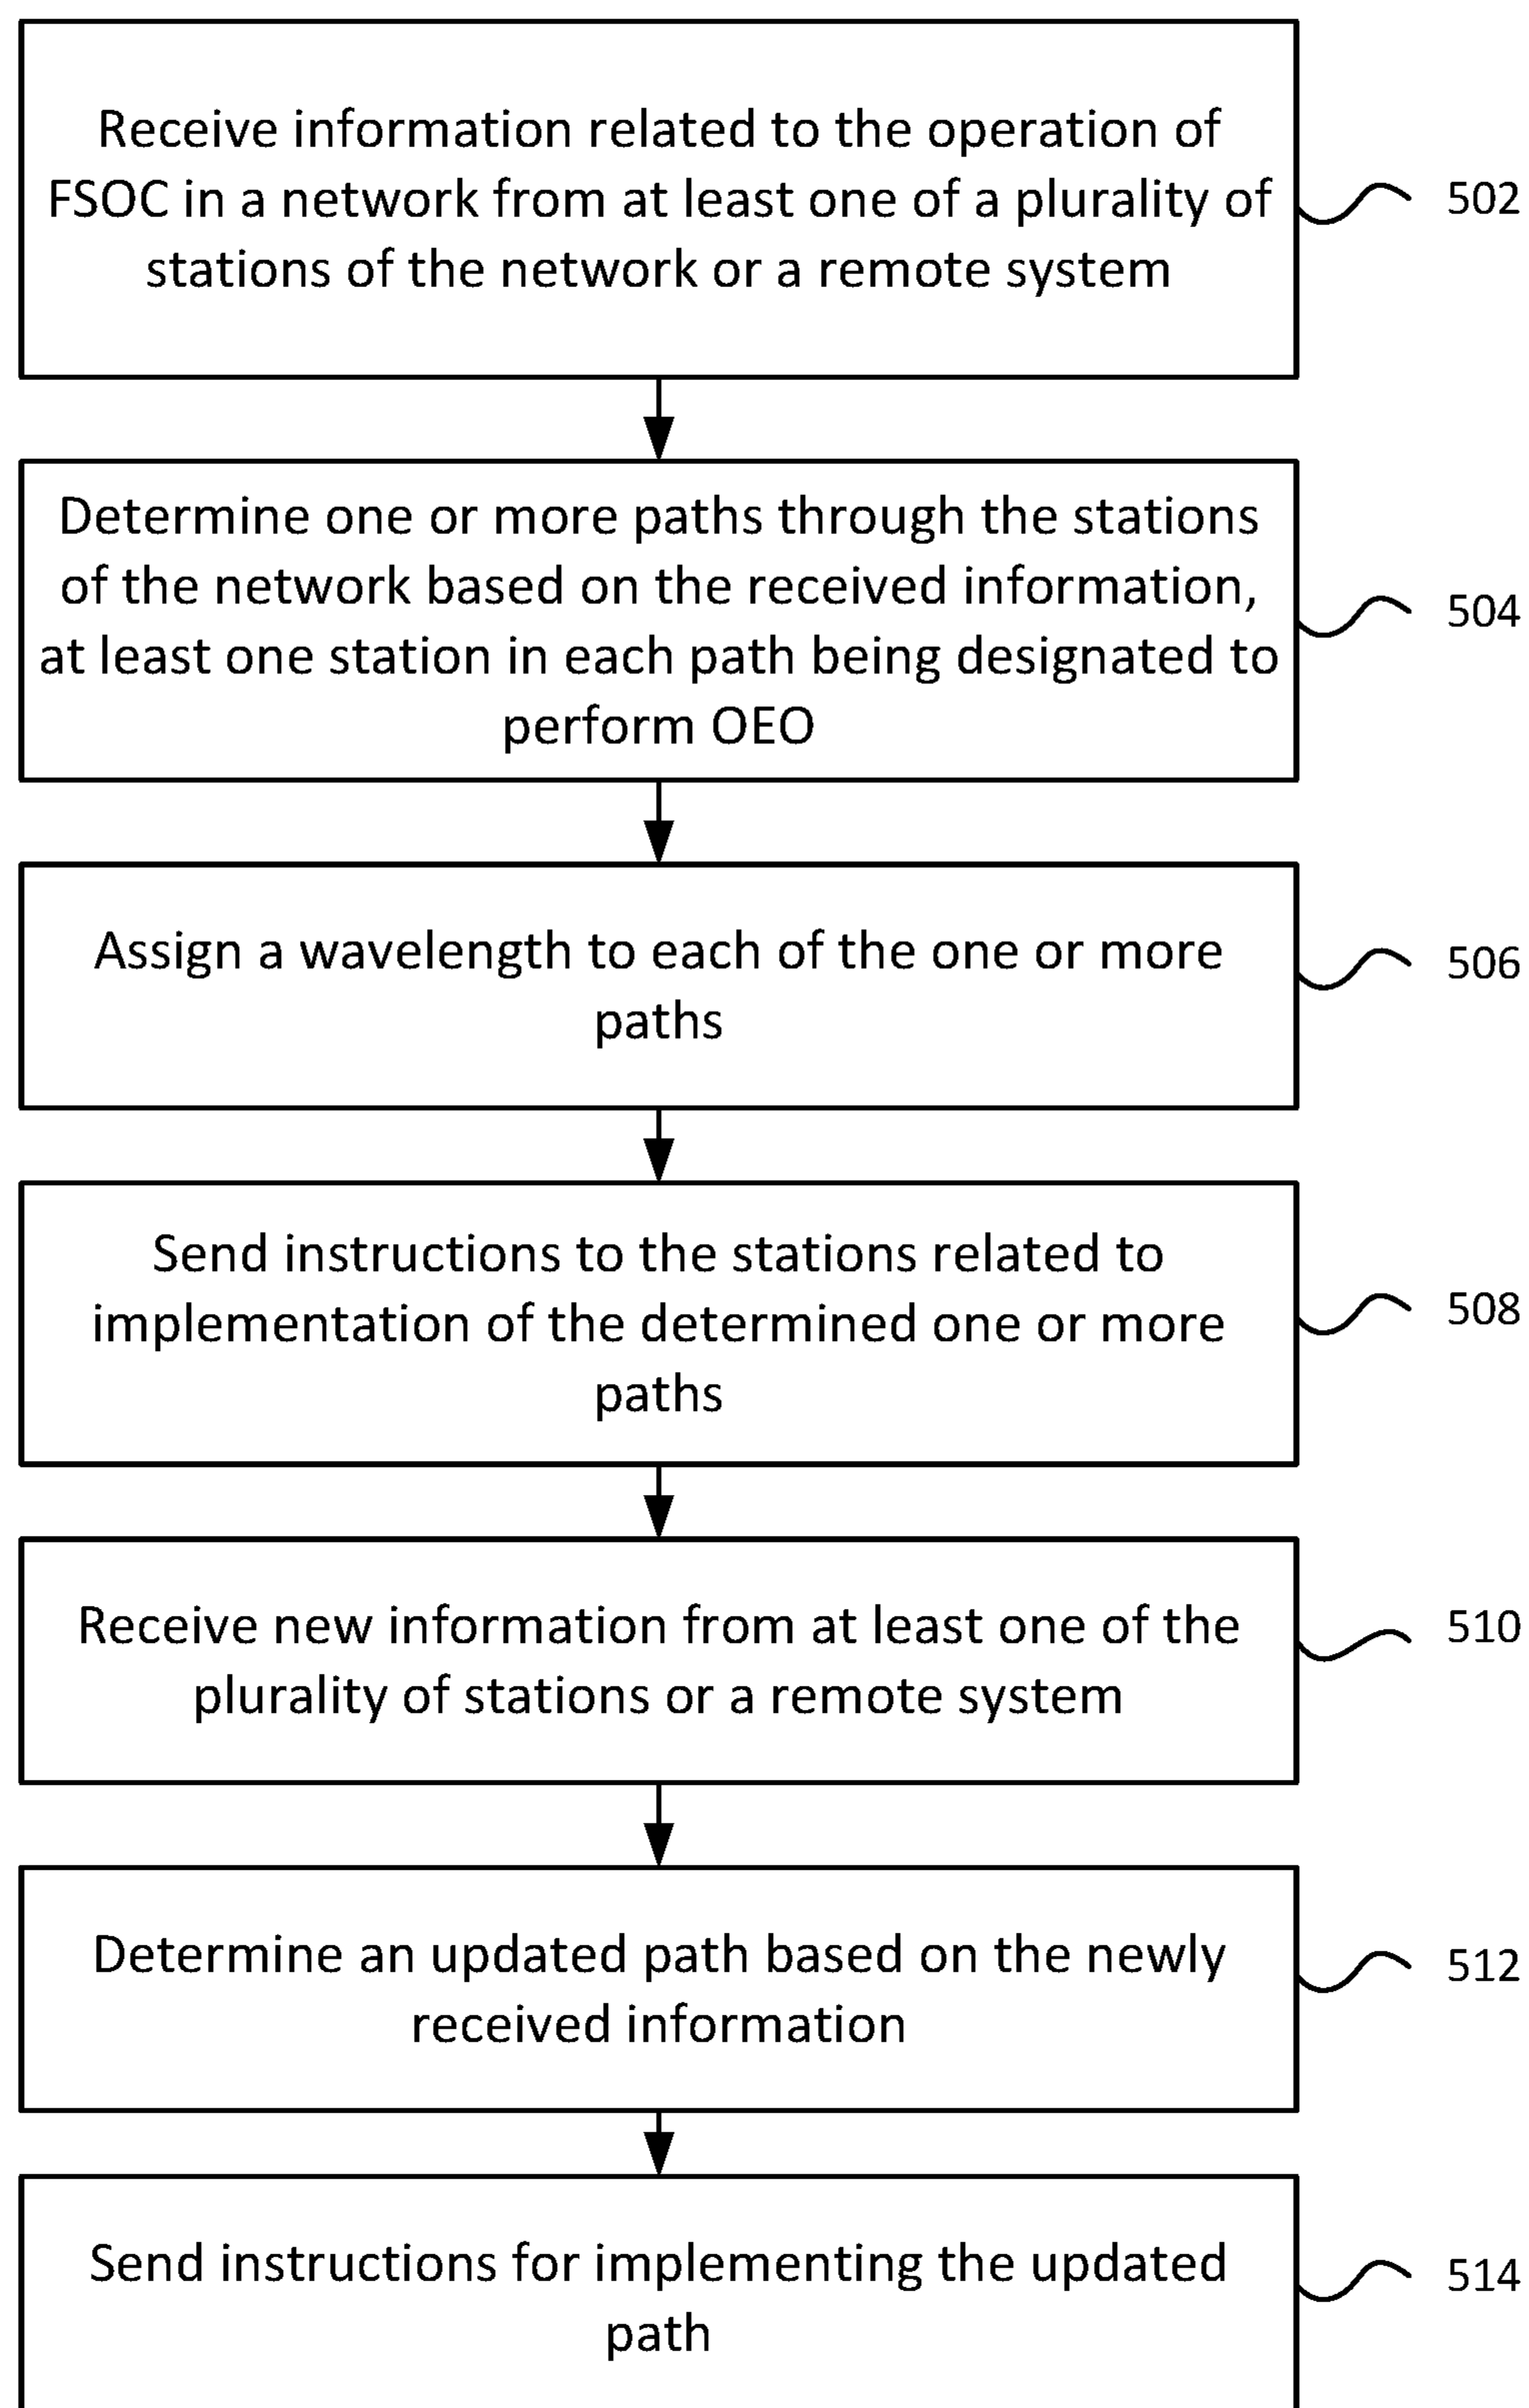 Receive information related to the operation of
FSOC in a network from at least one of a plurality of
stations of the network or a remote system
502
Determine one or more paths through the stations
of the network based on the received information,
at least one station in each path being designated to
perform OEO
504
Assign a wavelength to each of the one or more
paths
506
Send instructions to the stations related to
implementation of the determined one or more
paths
508
Receive new information from at least one of the
plurality of stations or a remote system
510
Determine an updated path based on the newly
received information
512
Send instructions for implementing the updated
path
514